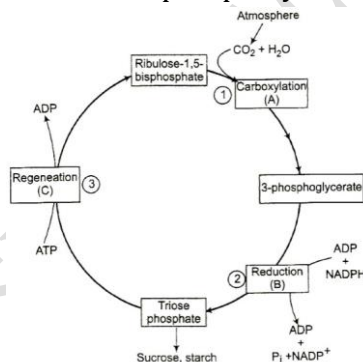 Atmosphere
CO₂ + H₂O
Ribulose-1,5-
bisphosphate
1
Carboxylation
(A)
ADP
Regeneation
(C)
3
3-phosphoglycerate
ATP
2
Reduction
(B)
ADP
+
NADPH
Triose
phosphate
ADP
+
Pᵢ +NADP⁺
Sucrose, starch